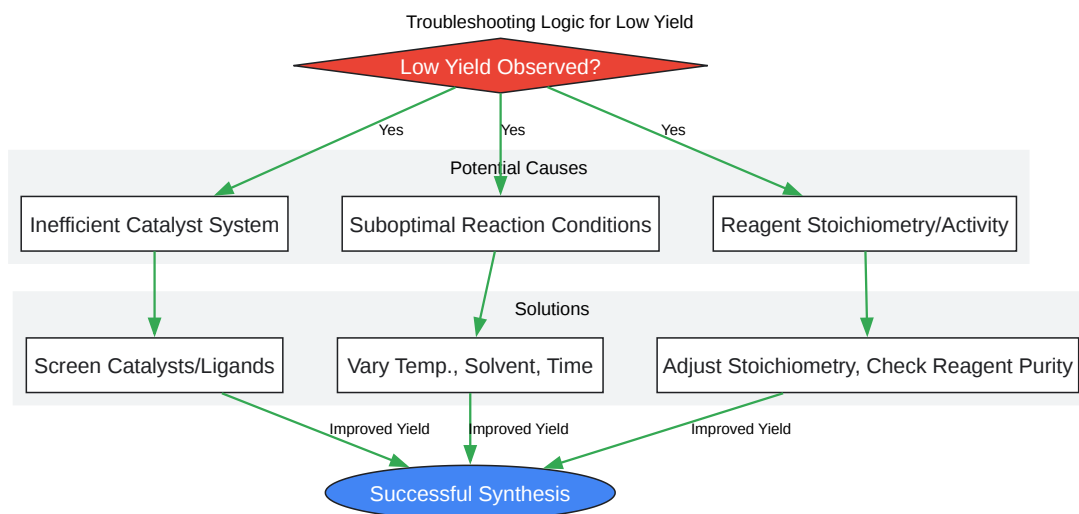 Troubleshooting Logic for Low Yield
Low Yield Observed?
Yes
Yes
Yes
Potential Causes
Inefficient Catalyst System
Suboptimal Reaction Conditions
Reagent Stoichiometry/Activity
Solutions
Screen Catalysts/Ligands
Vary Temp., Solvent, Time
Adjust Stoichiometry, Check Reagent Purity
Improved Yield
Improved Yield
Improved Yield
Successful Synthesis